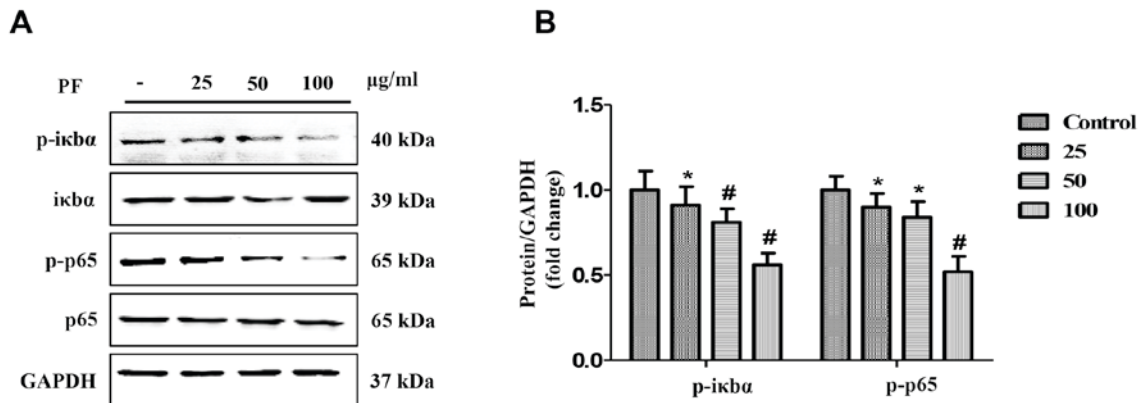 A
PF - 25 50 100 µg/ml
p-iκbα 40 kDa
iκbα 39 kDa
p-p65 65 kDa
p65 65 kDa
GAPDH 37 kDa
B
Protein/GAPDH
(fold change)
1.5
1.0
0.5
0.0
* # # * * #
p-iκbα p-p65
Control
25
50
100